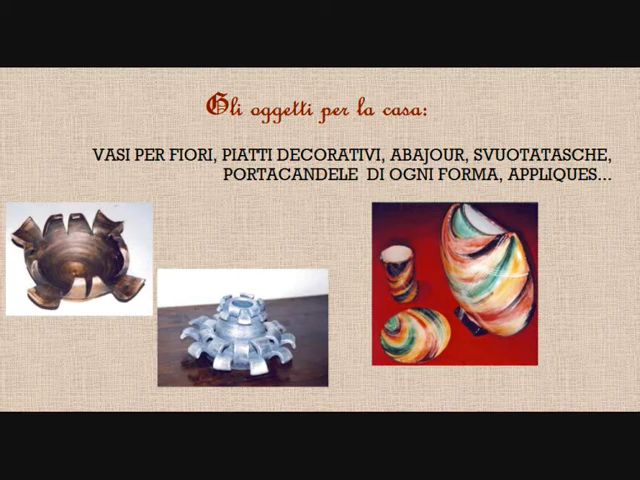 Gli oggetti per la casa:
VASI PER FIORI, PIATTI DECORATIVI, ABAJOUR, SVUOTATASCHE,
PORTACANDELE DI OGNI FORMA, APPLIQUES...